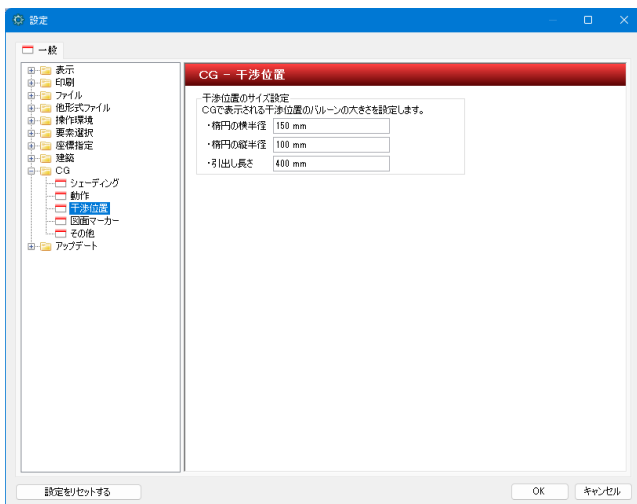 設定
一般
表示
印刷
ファイル
他形式ファイル
操作環境
要素選択
座標指定
建築
CG
シェーディング
動作
干渉位置
図面マーカー
その他
アップデート
CG － 干渉位置
干渉位置のサイズ設定
CGで表示される干渉位置のバルーンの大きさを設定します。
・楕円の横半径 150 mm
・楕円の縦半径 100 mm
・引出し長さ 400 mm
設定をリセットする
OK キャンセル